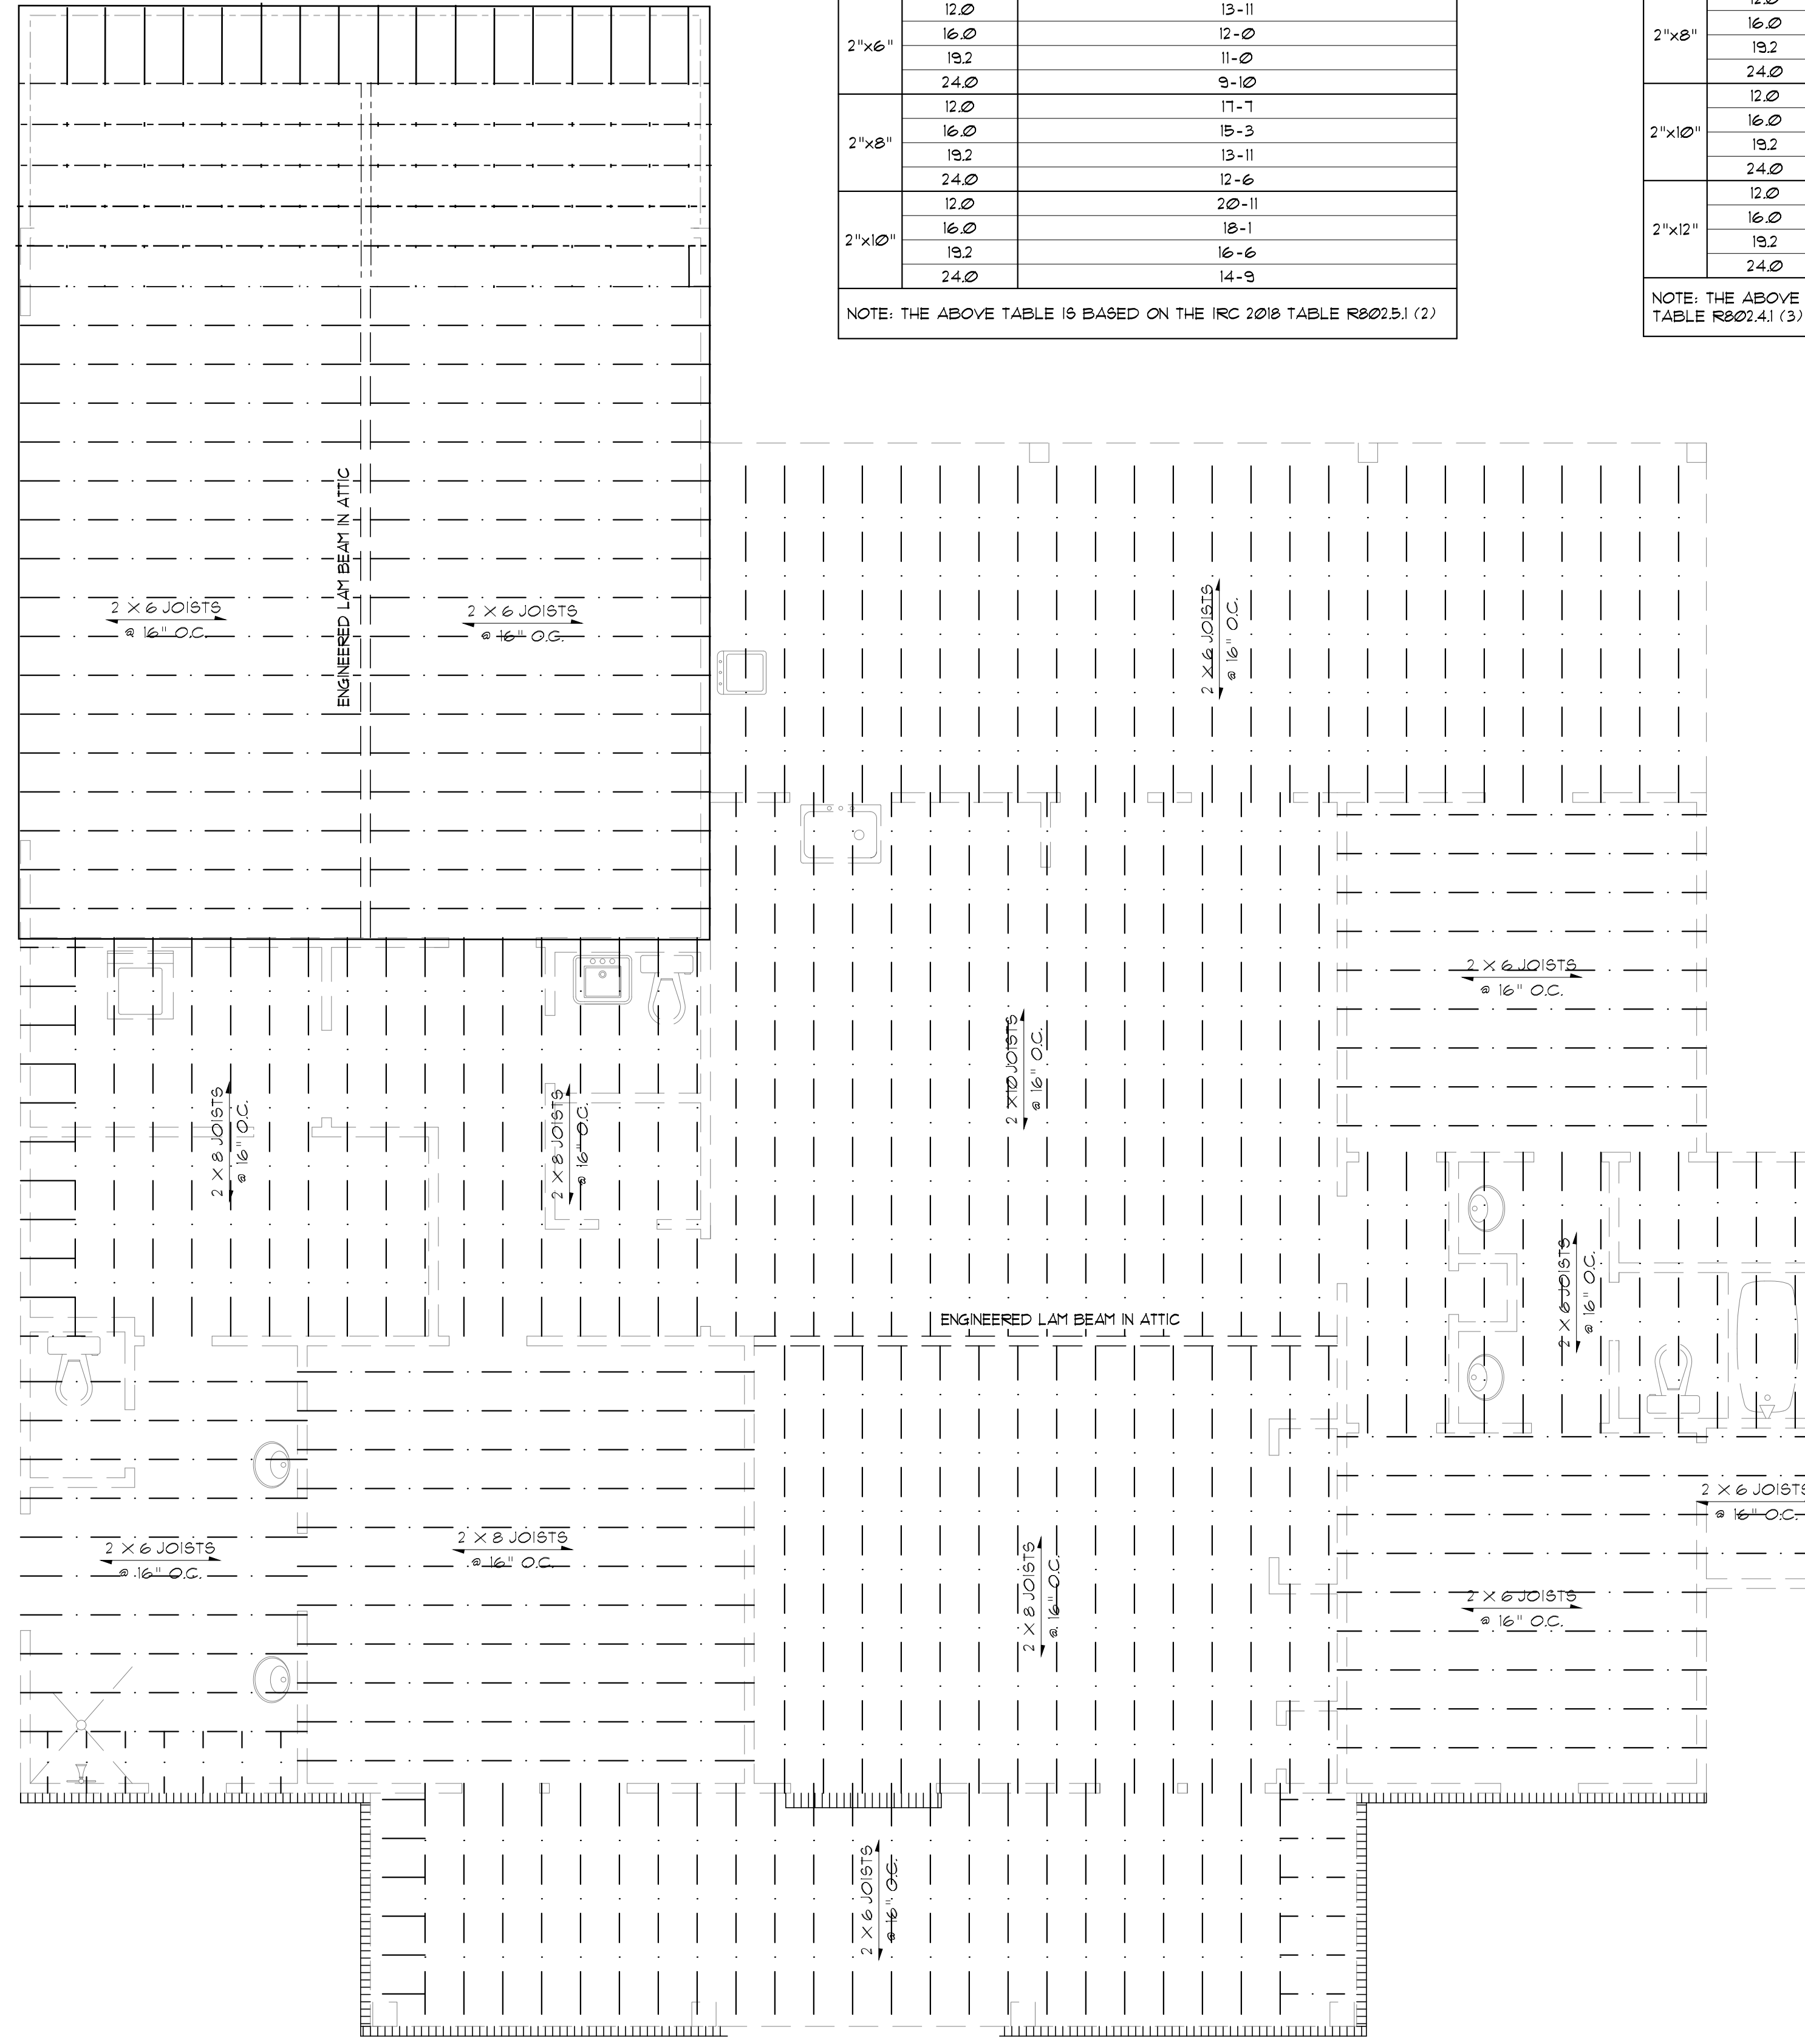 12.0 13-11
2"x6" 16.0 12-0
19.2 11-0
24.0 9-10
12.0 17-7
2"x8" 16.0 15-3
19.2 13-11
24.0 12-6
12.0 20-11
2"x10" 16.0 18-1
19.2 16-6
24.0 14-9
NOTE: THE ABOVE TABLE IS BASED ON THE IRC 2018 TABLE R802.5.1 (2)
12.0
2"x8" 16.0
19.2
24.0
12.0
2"x10" 16.0
19.2
24.0
12.0
2"x12" 16.0
19.2
24.0
NOTE: THE ABOVE
TABLE R802.4.1 (3)
ENGINEERED LAM BEAM IN ATTIC
2 X 6 JOISTS
@ 16" O.C.
2 X 6 JOISTS
@ 16" O.C.
2 X 6 JOISTS
@ 16" O.C.
2 X 6 JOISTS
@ 16" O.C.
2 X 10 JOISTS
@ 16" O.C.
2 X 8 JOISTS
@ 16" O.C.
2 X 8 JOISTS
@ 16" O.C.
2 X 6 JOISTS
@ 16" O.C.
ENGINEERED LAM BEAM IN ATTIC
2 X 6 JOISTS
@ 16" O.C.
2 X 8 JOISTS
@ 16" O.C.
2 X 6 JOISTS
@ 16" O.C.
2 X 8 JOISTS
@ 16" O.C.
2 X 6 JOISTS
@ 16" O.C.
2 X 6 JOISTS
@ 16" O.C.